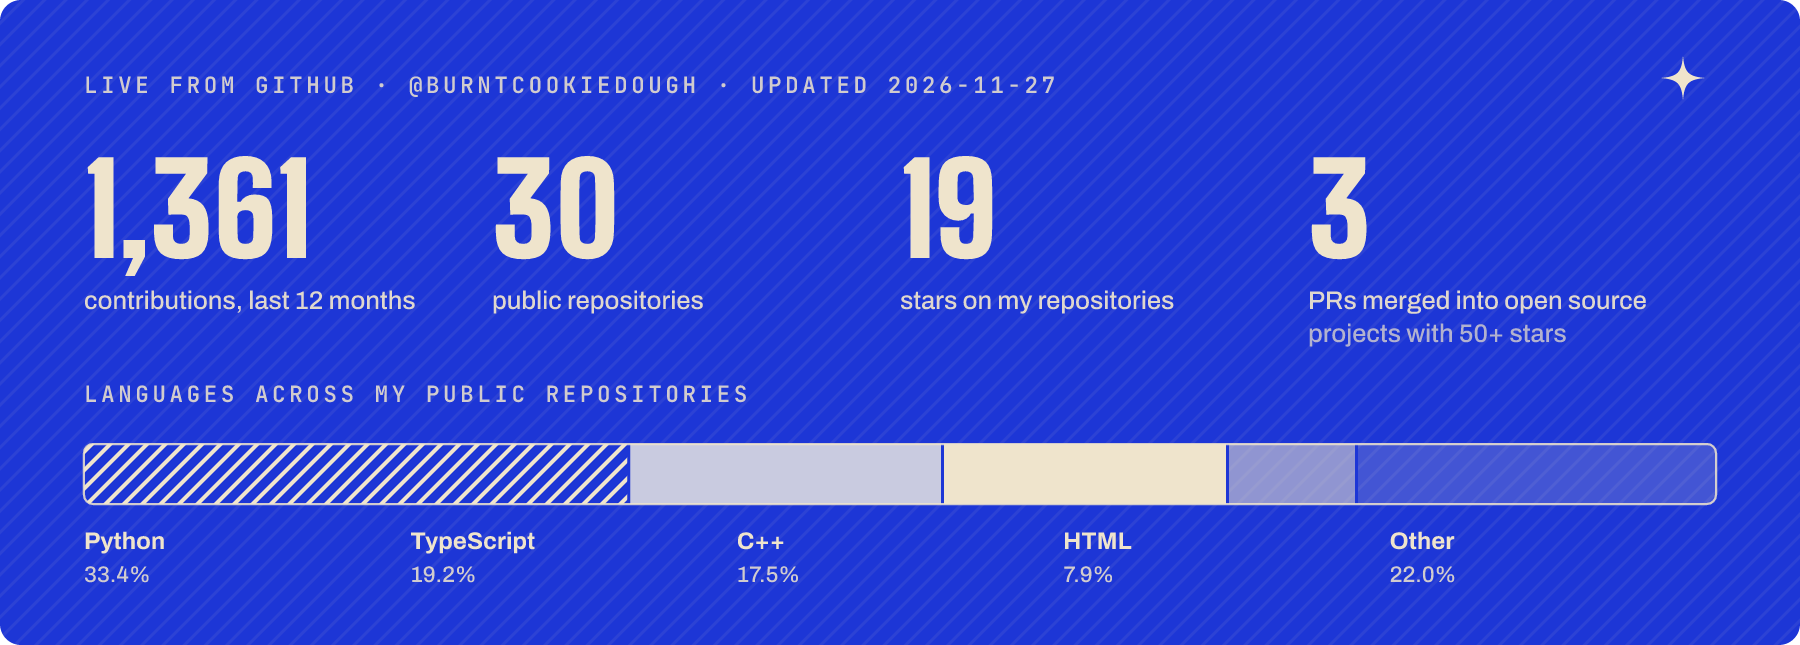 LIVE FROM GITHUB · @BURNTCOOKIEDOUGH · UPDATED 2026-11-27
1,361
30
19
3
contributions, last 12 months
public repositories
stars on my repositories
PRs merged into open source
projects with 50+ stars
LANGUAGES ACROSS MY PUBLIC REPOSITORIES
Python
TypeScript
C++
HTML
Other
33.4%
19.2%
17.5%
7.9%
22.0%